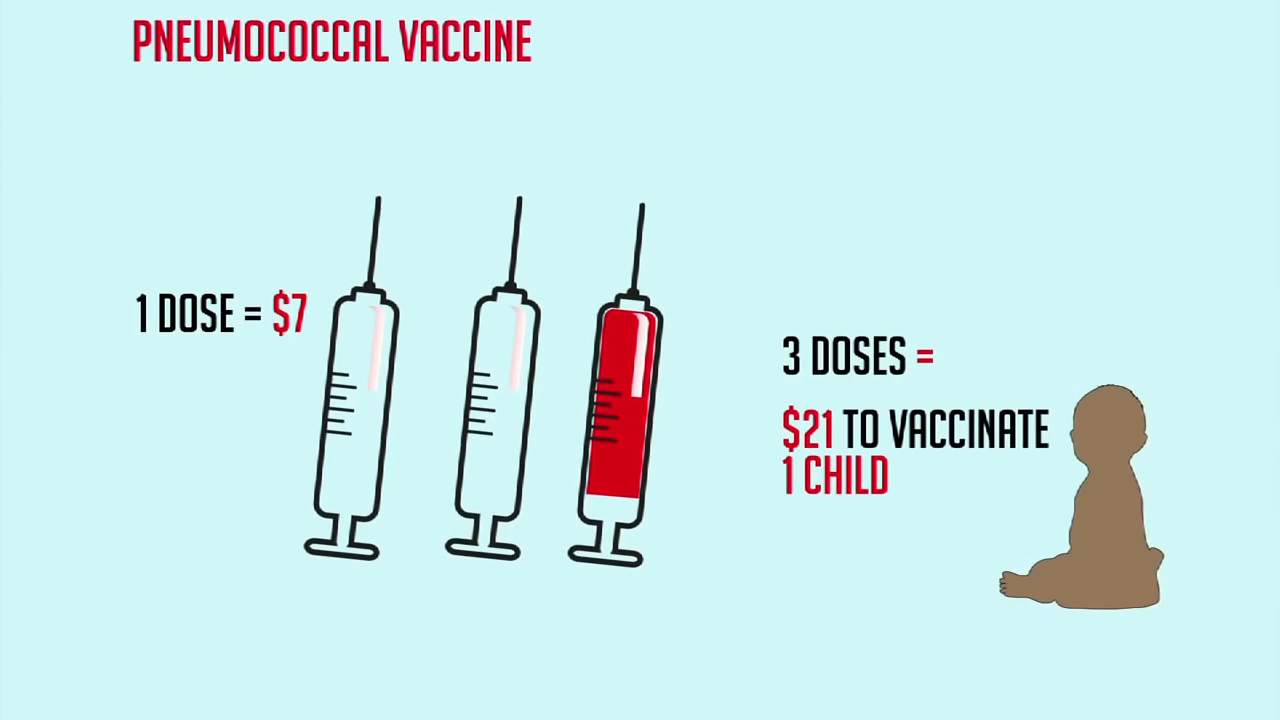 PNEUMOCOCCAL VACCINE
1 DOSE = $7
3 DOSES =
$21 TO VACCINATE
1 CHILD